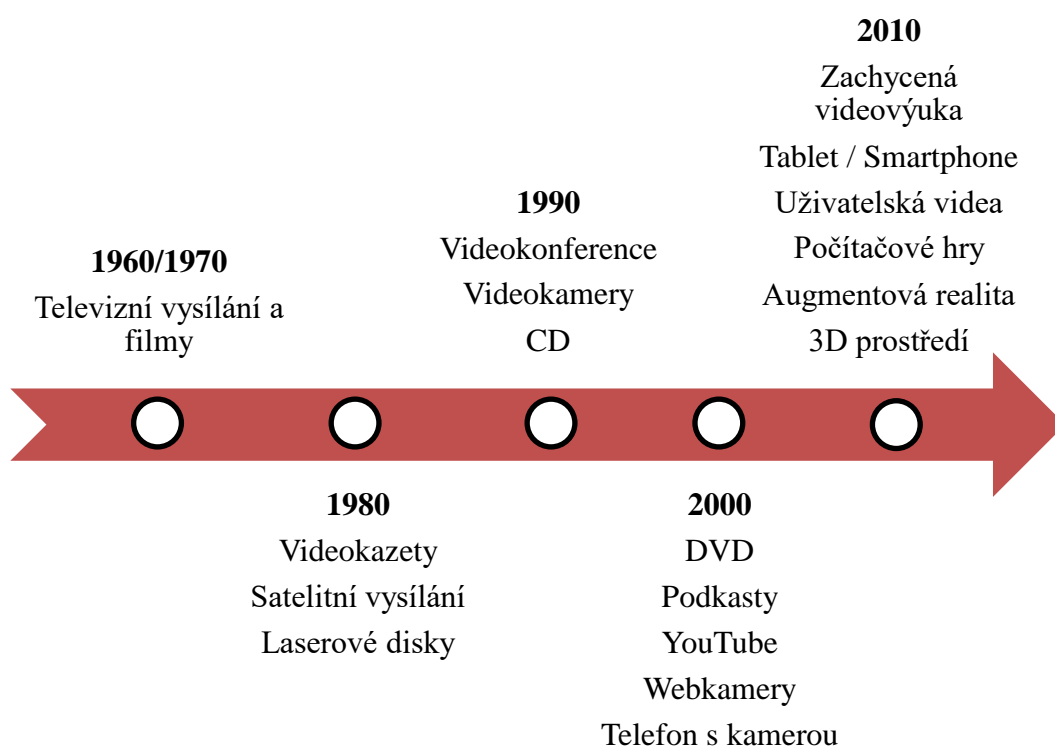 1960/1970
Televizní vysílání a
filmy
1980
Videokazety
Satelitní vysílání
Laserové disky
1990
Videokonference
Videokamery
CD
2000
DVD
Podkasty
YouTube
Webkamery
Telefon s kamerou
2010
Zachycená
videovýuka
Tablet / Smartphone
Uživatelská videa
Počítačové hry
Augmentová realita
3D prostředí